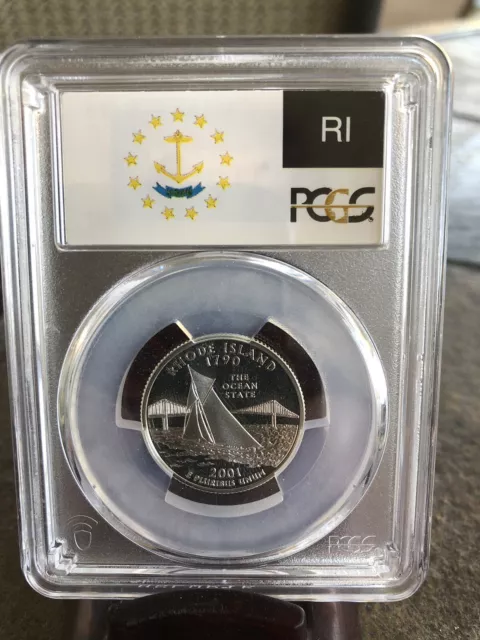 RI
PCGS
RHODE ISLAND
1790
THE
OCEAN
STATE
2001
E PLURIBUS UNUM
PCGS